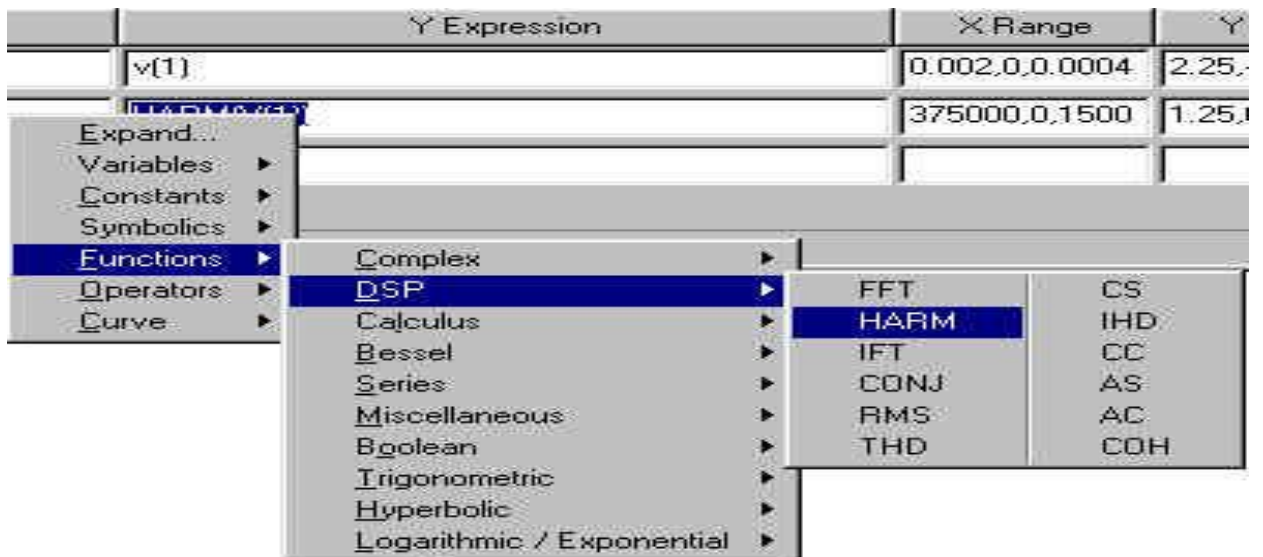 Y Expression X Range Y
v(1) 0.002,0,0.0004 2.25,-
375000,0,1500 1.25,
Expand...
Variables
Constants
Symbolics
Functions
Operators
Curve
Complex
DSP
Calculus
Bessel
Series
Miscellaneous
Boolean
Trigonometric
Hyperbolic
Logarithmic / Exponential
FFT
HARM
IFT
CONJ
RMS
THD
CS
IHD
CC
AS
AC
COH